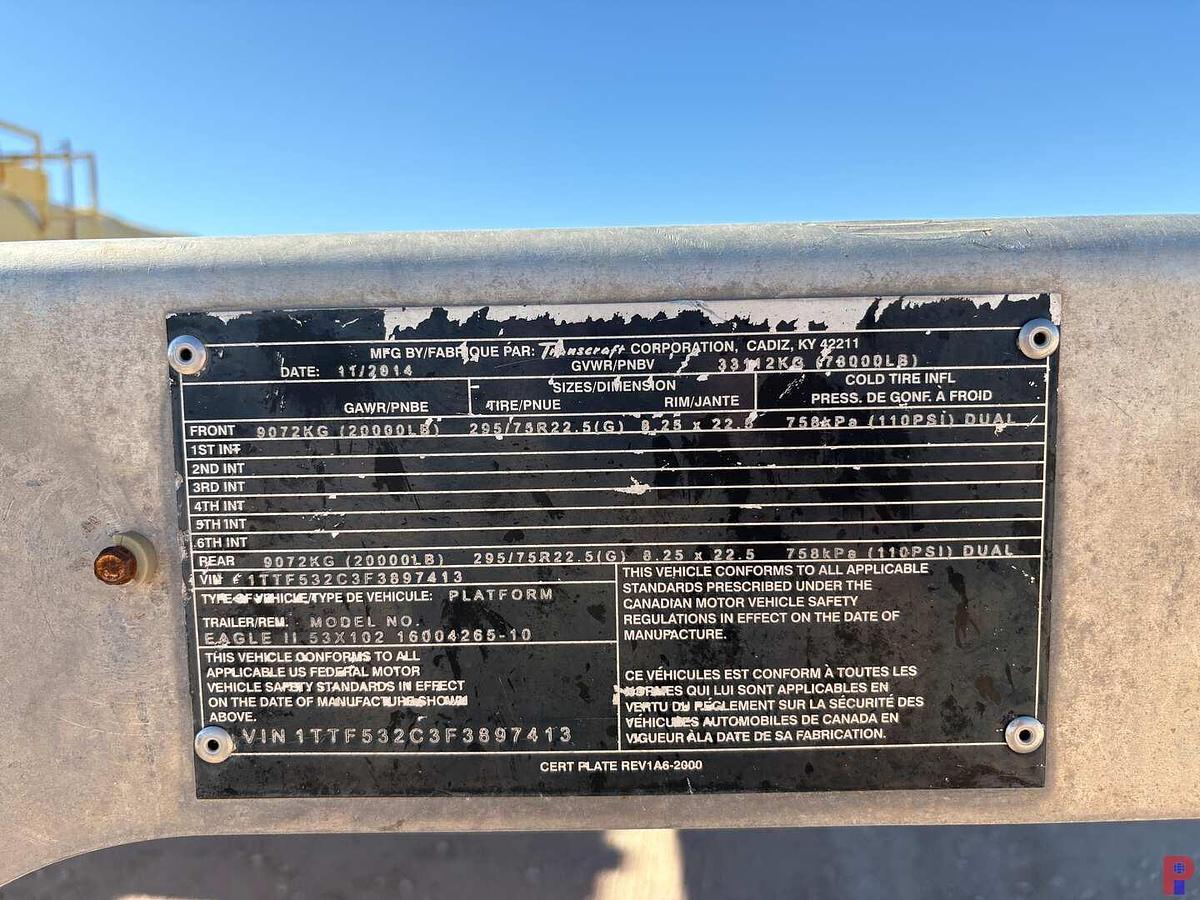 MFG BY/FABRIQUE PAR: Transcraft CORPORATION, CADIZ, KY 42211
DATE: 11/2014 GVWR/PNBV 33112KG (73000LB)
SIZES/DIMENSION COLD TIRE INFL
GAWR/PNBE TIRE/PNUE RIM/JANTE PRESS. DE GONF. À FROID
FRONT 9072KG (20000LB) 295/75R22.5(G) 8.25 x 22.5 758kPa (110PSi) DUAL
1ST INT
2ND INT
3RD INT
4TH INT
5TH INT
6TH INT
REAR 9072KG (20000LB) 295/75R22.5(G) 8.25 x 22.5 758kPa (110PSi) DUAL
VIN 1TTF532C3F3897413
TYPE OF VEHICLE/TYPE DE VEHICULE: PLATFORM
TRAILER/REM. MODEL NO.
EAGLE II 53X102 16004265-10
THIS VEHICLE CONFORMS TO ALL
APPLICABLE US FEDERAL MOTOR
VEHICLE SAFETY STANDARDS IN EFFECT
ON THE DATE OF MANUFACTURE SHOWN
ABOVE.
VIN 1TTF532C3F3897413
THIS VEHICLE CONFORMS TO ALL APPLICABLE
STANDARDS PRESCRIBED UNDER THE
CANADIAN MOTOR VEHICLE SAFETY
REGULATIONS IN EFFECT ON THE DATE OF
MANUFACTURE.
CE VÉHICULES EST CONFORM À TOUTES LES
NORMES QUI LUI SONT APPLICABLES EN
VERTU DU RÉGLEMENT SUR LA SÉCURITÉ DES
VÉHICULES AUTOMOBILES DE CANADA EN
VIGUEUR À LA DATE DE SA FABRICATION.
CERT PLATE REV1A6-2000